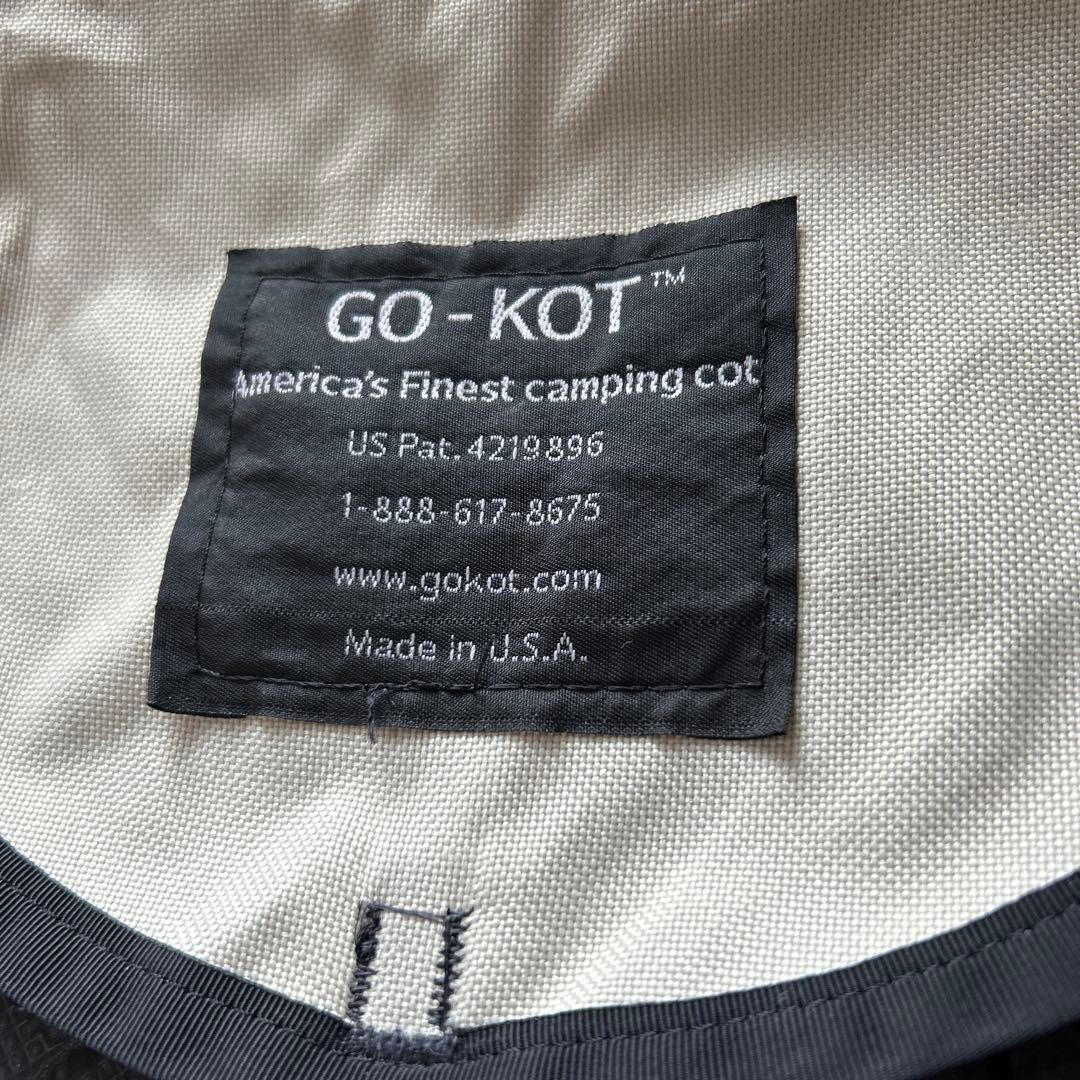 GO - KOT™
America's Finest camping cot
US Pat. 4219896
1-888-617-8675
www.gokot.com
Made in U.S.A.